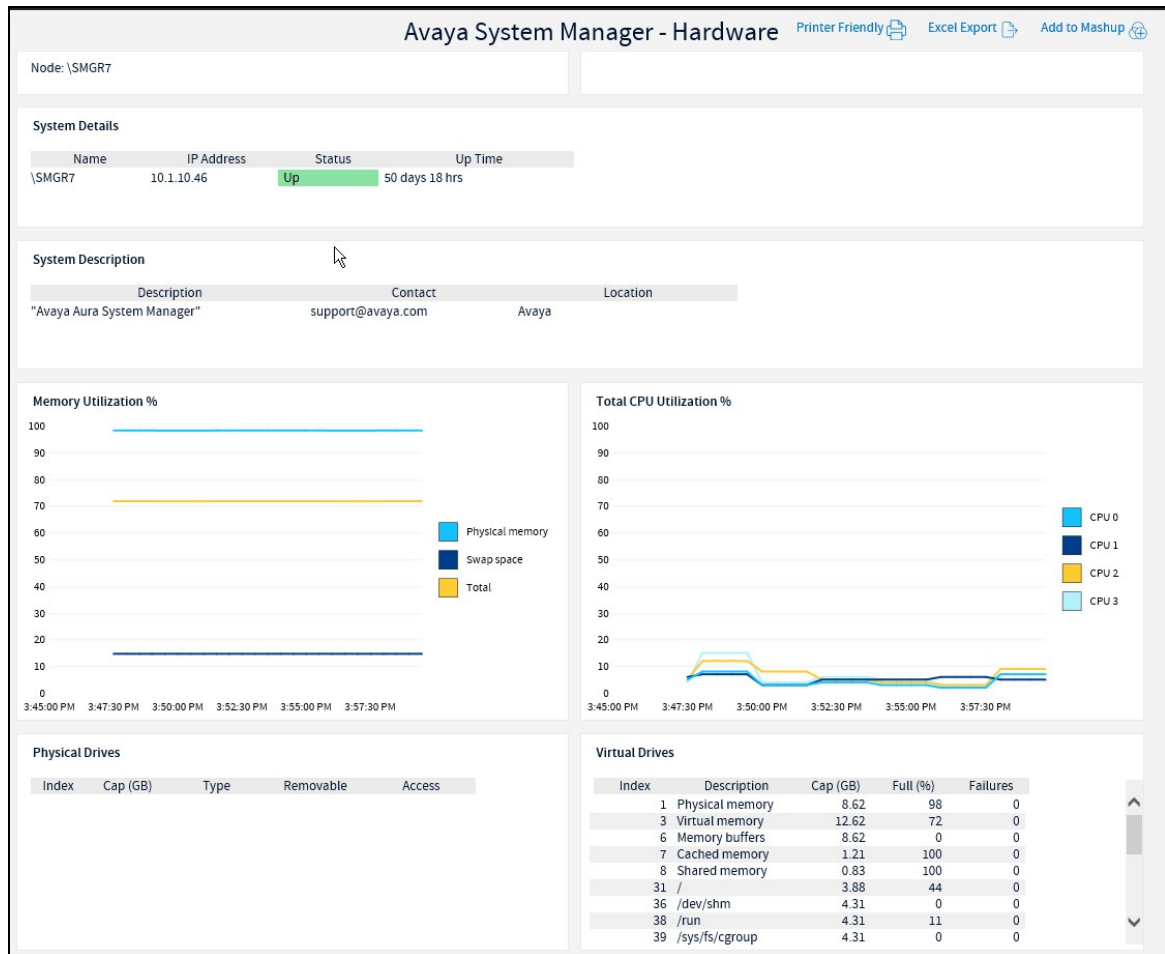 Avaya System Manager - Hardware Printer Friendly Excel Export Add to Mashup
Node: \SMGR7
System Details
Name IP Address Status Up Time
\SMGR7 10.1.10.46 Up 50 days 18 hrs
System Description
Description Contact Location
"Avaya Aura System Manager" support@avaya.com Avaya
Memory Utilization %
100
90
80
70
60
50
40
30
20
10
0
3:45:00 PM 3:47:30 PM 3:50:00 PM 3:52:30 PM 3:55:00 PM 3:57:30 PM
Physical memory
Swap space
Total
Total CPU Utilization %
100
90
80
70
60
50
40
30
20
10
0
3:45:00 PM 3:47:30 PM 3:50:00 PM 3:52:30 PM 3:55:00 PM 3:57:30 PM
CPU 0
CPU 1
CPU 2
CPU 3
Physical Drives
Index Cap (GB) Type Removable Access
Virtual Drives
Index Description Cap (GB) Full (%) Failures
1 Physical memory 8.62 98 0
3 Virtual memory 12.62 72 0
6 Memory buffers 8.62 0 0
7 Cached memory 1.21 100 0
8 Shared memory 0.83 100 0
31 / 3.88 44 0
36 /dev/shm 4.31 0 0
38 /run 4.31 11 0
39 /sys/fs/cgroup 4.31 0 0